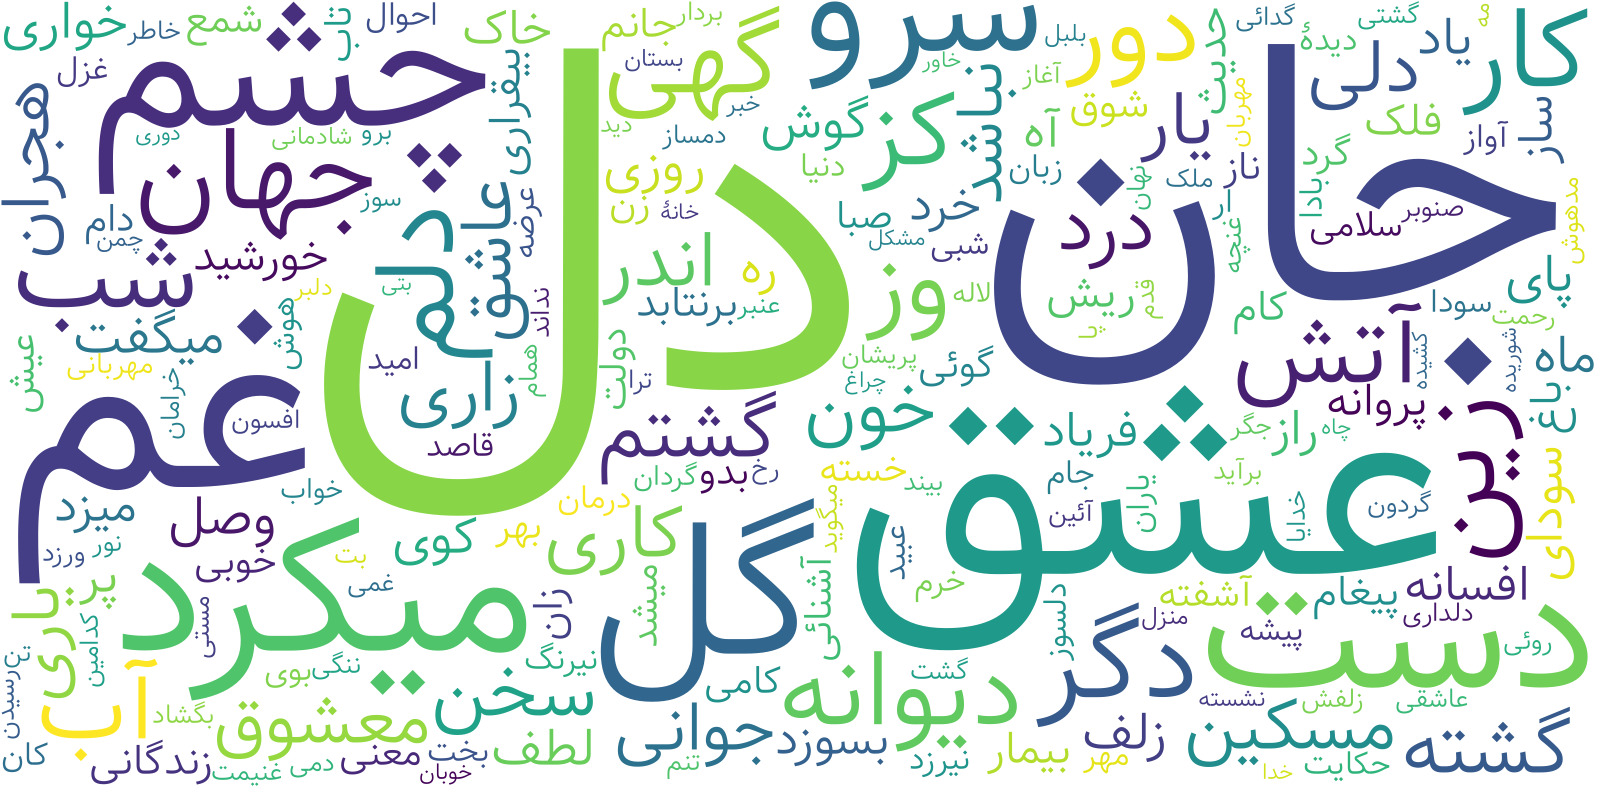 دل
جان
عشق
غم
چشم
میکرد
گل
دست
سرو
کار
گهی
دور
یاد
دلی
جهان
شب
دلم
هجران
عاشق
بیقراری
خواری
خاطر
شمع
تاب
احوال
خاک
جانم
بردار
بستان
غزل
دوری
شادمانی
برو
سوز
دام
چمن
خورشید
میگفت
عیش
مهربانی
خرامان
هوش
دلبر
بتی
امید
افسون
زاری
قاصد
عرضه
نداند
همام
دولت
ترا
اندر
برنتابد
عنبر
ره
روزی
زن
خانهٔ
دید
دمساز
خبر
گوش
دنیا
صبا
مشکل
کز
خرد
شبی
نباشد
خاور
آغاز
بلبل
آه
زبان
شوق
یار
حدیث
گدائی
مهربان
ناز
ملک
نهان
ار
غنچه
درد
ریش
قدم
پا
لاله
وز
پریشان
چراغ
گوئی
کام
آتش
گشتی
مه
دیدهٔ
فلک
گرد
بادا
ساز
آواز
مدهوش
صنوبر
سلامی
پای
سودا
رحمت
ماه
باغ
شوریده
کشیده
پروانه
زین
راز
جگر
چاه
فریاد
خون
خسته
گشتم
بدو
رخ
گردان
درمان
بهر
کاری
کوی
خواب
وصل
خوبی
میزد
نور
ورزد
پر
یاری
کدامین
مستی
غمی
بت
زان
میشد
میگوید
بیند
جام
آئین
یاران
برآید
خدایا
گردون
سودای
عبید
خرم
آشنائی
دلسوز
آشفته
پیغام
افسانه
دلداری
منزل
پیشه
روئی
دگر
دیوانه
گشت
کامی
نیرنگ
ننگی
بوی
سخن
معشوق
بگشاد
آب
تن
رسیدن
کان
زندگانی
غنیمت
دمی
معنی
بخت
خوبان
لطف
جوانی
تنم
بسوزد
نیرزد
بیمار
مهر
زلف
نشسته
زلفش
عاشقی
مسکین
حکایت
خدا
گشته